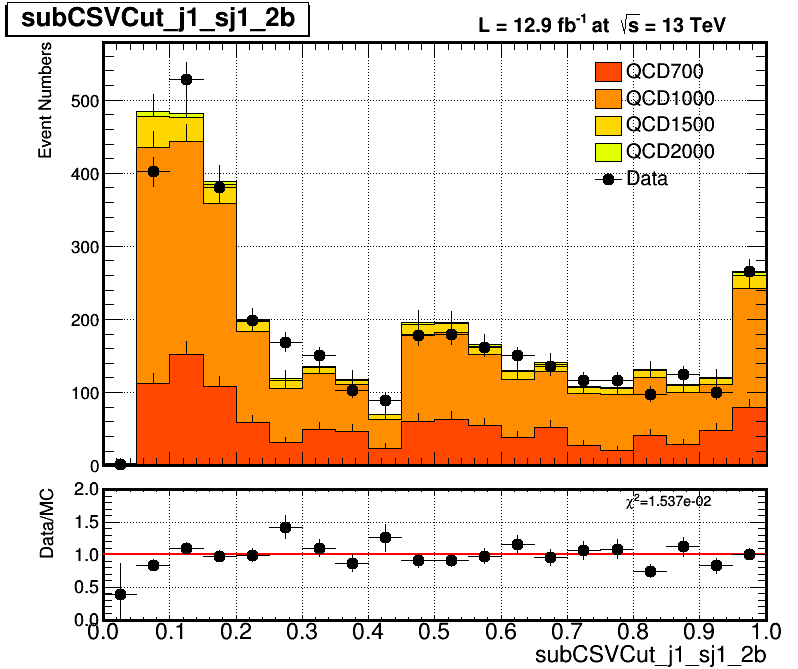 subCSVCut_j1_sj1_2b
L = 12.9 fb⁻¹ at √s = 13 TeV
Event Numbers
500
400
300
200
100
0
QCD700
QCD1000
QCD1500
QCD2000
Data
Data/MC
2.0
1.5
1.0
0.5
0.0
χ²=1.537e-02
0.0 0.1 0.2 0.3 0.4 0.5 0.6 0.7 0.8 0.9 1.0
subCSVCut_j1_sj1_2b